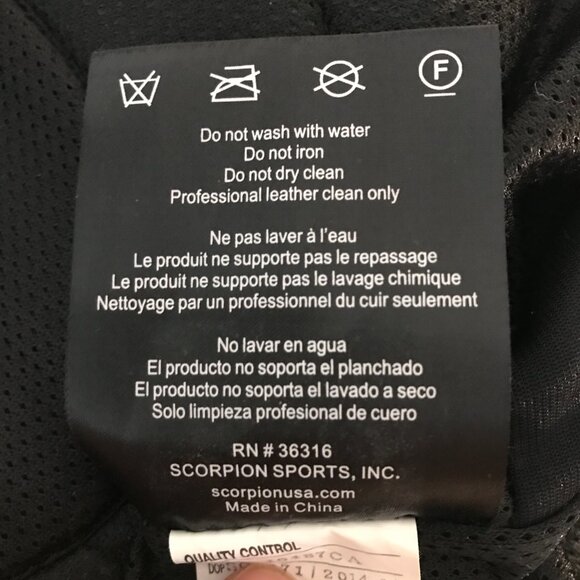 F
Do not wash with water
Do not iron
Do not dry clean
Professional leather clean only
Ne pas laver à l'eau
Le produit ne supporte pas le repassage
Le produit ne supporte pas le lavage chimique
Nettoyage par un professionnel du cuir seulement
No lavar en agua
El producto no soporta el planchado
El producto no soporta el lavado a seco
Solo limpieza profesional de cuero
RN # 36316
SCORPION SPORTS, INC.
scorpionusa.com
Made in China
QUALITY CONTROL